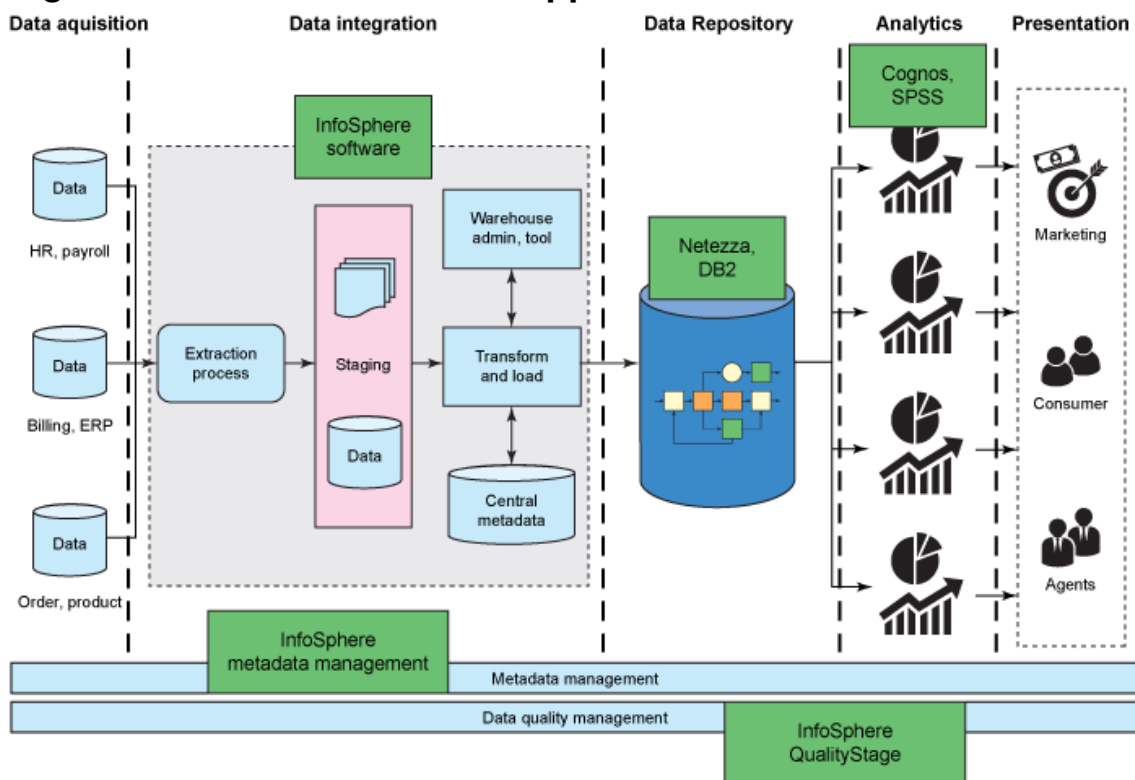 Data aquisition
Data integration
Data Repository
Analytics
Presentation
Cognos,
SPSS
InfoSphere
software
Data
HR, payroll
Warehouse
admin, tool
Netezza,
DB2
Marketing
Data
Billing, ERP
Extraction
process
Staging
Transform
and load
Consumer
Data
Central
metadata
Data
Order, product
Agents
InfoSphere
metadata management
Metadata management
Data quality management
InfoSphere
QualityStage